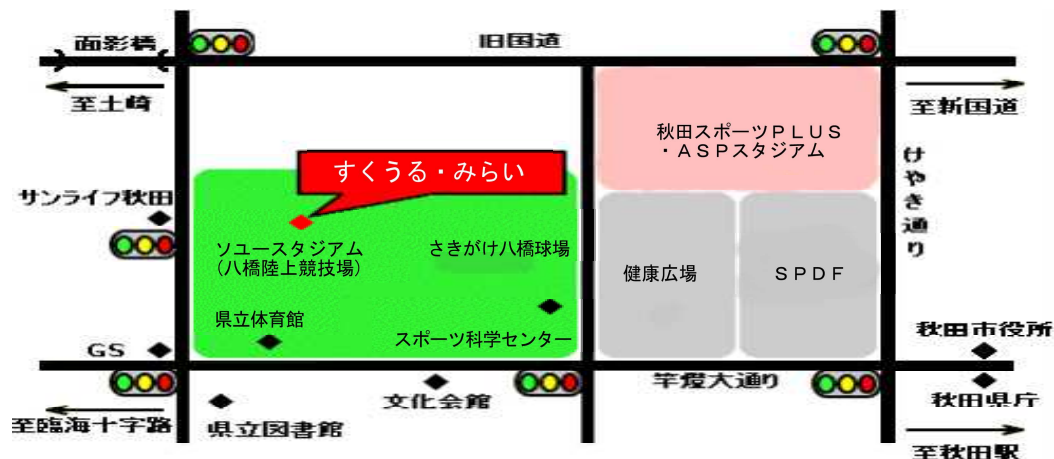 面影橋
旧国道
至土崎
至新国道
秋田スポーツＰＬＵＳ
・ＡＳＰスタジアム
けやき通り
すくうる・みらい
サンライフ秋田
ソユースタジアム
（八橋陸上競技場）
さきがけ八橋球場
健康広場
ＳＰＤＦ
県立体育館
スポーツ科学センター
GS
秋田市役所
竿燈大通り
文化会館
秋田県庁
至臨海十字路
県立図書館
至秋田駅